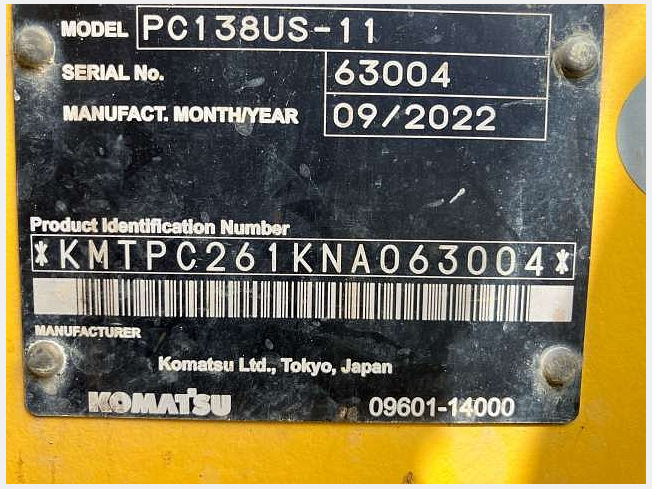 MODEL PC138US-11
SERIAL No. 63004
MANUFACT. MONTH/YEAR 09/2022
Product Identification Number
*KMTPC261KNA063004*
MANUFACTURER
Komatsu Ltd., Tokyo, Japan
KOMATSU 09601-14000